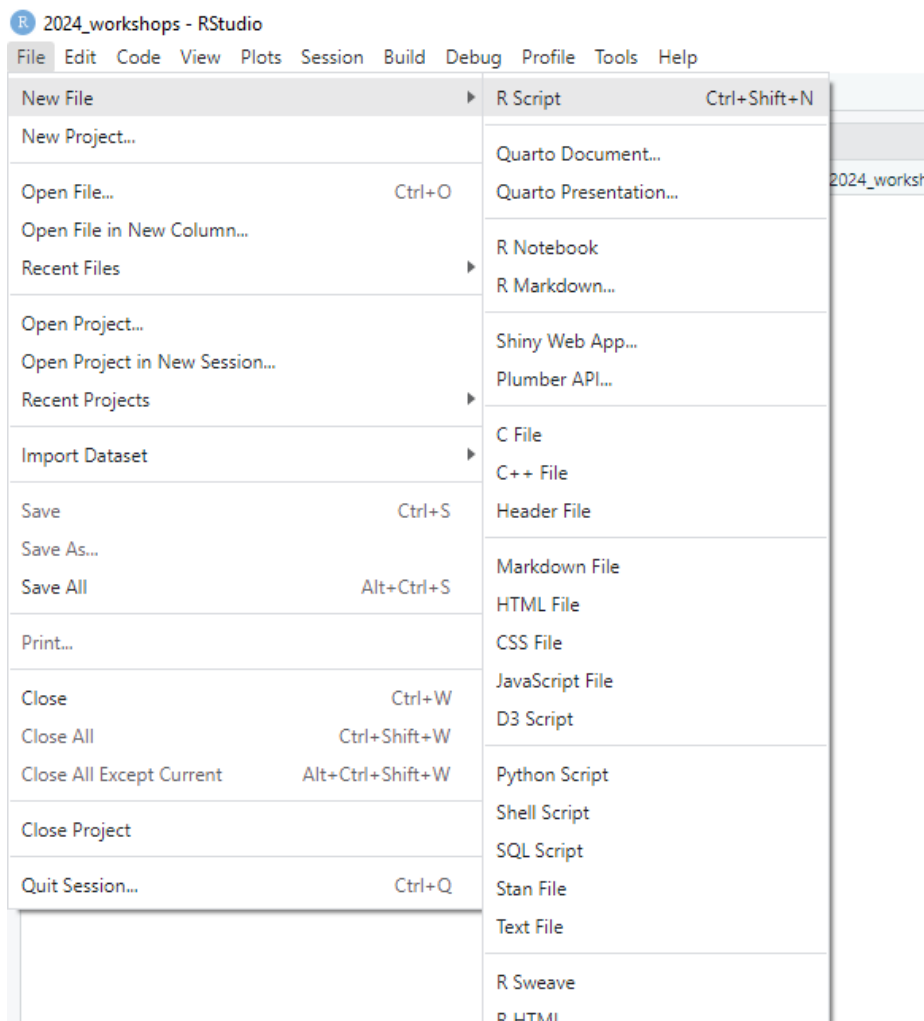 R 2024_workshops - RStudio
File Edit Code View Plots Session Build Debug Profile Tools Help
New File
New Project...
Open File... Ctrl+O
Open File in New Column...
Recent Files
Open Project...
Open Project in New Session...
Recent Projects
Import Dataset
Save Ctrl+S
Save As...
Save All Alt+Ctrl+S
Print...
Close Ctrl+W
Close All Ctrl+Shift+W
Close All Except Current Alt+Ctrl+Shift+W
Close Project
Quit Session... Ctrl+Q
R Script Ctrl+Shift+N
Quarto Document...
Quarto Presentation...
R Notebook
R Markdown...
Shiny Web App...
Plumber API...
C File
C++ File
Header File
Markdown File
HTML File
CSS File
JavaScript File
D3 Script
Python Script
Shell Script
SQL Script
Stan File
Text File
R Sweave
R HTML
2024_worksh